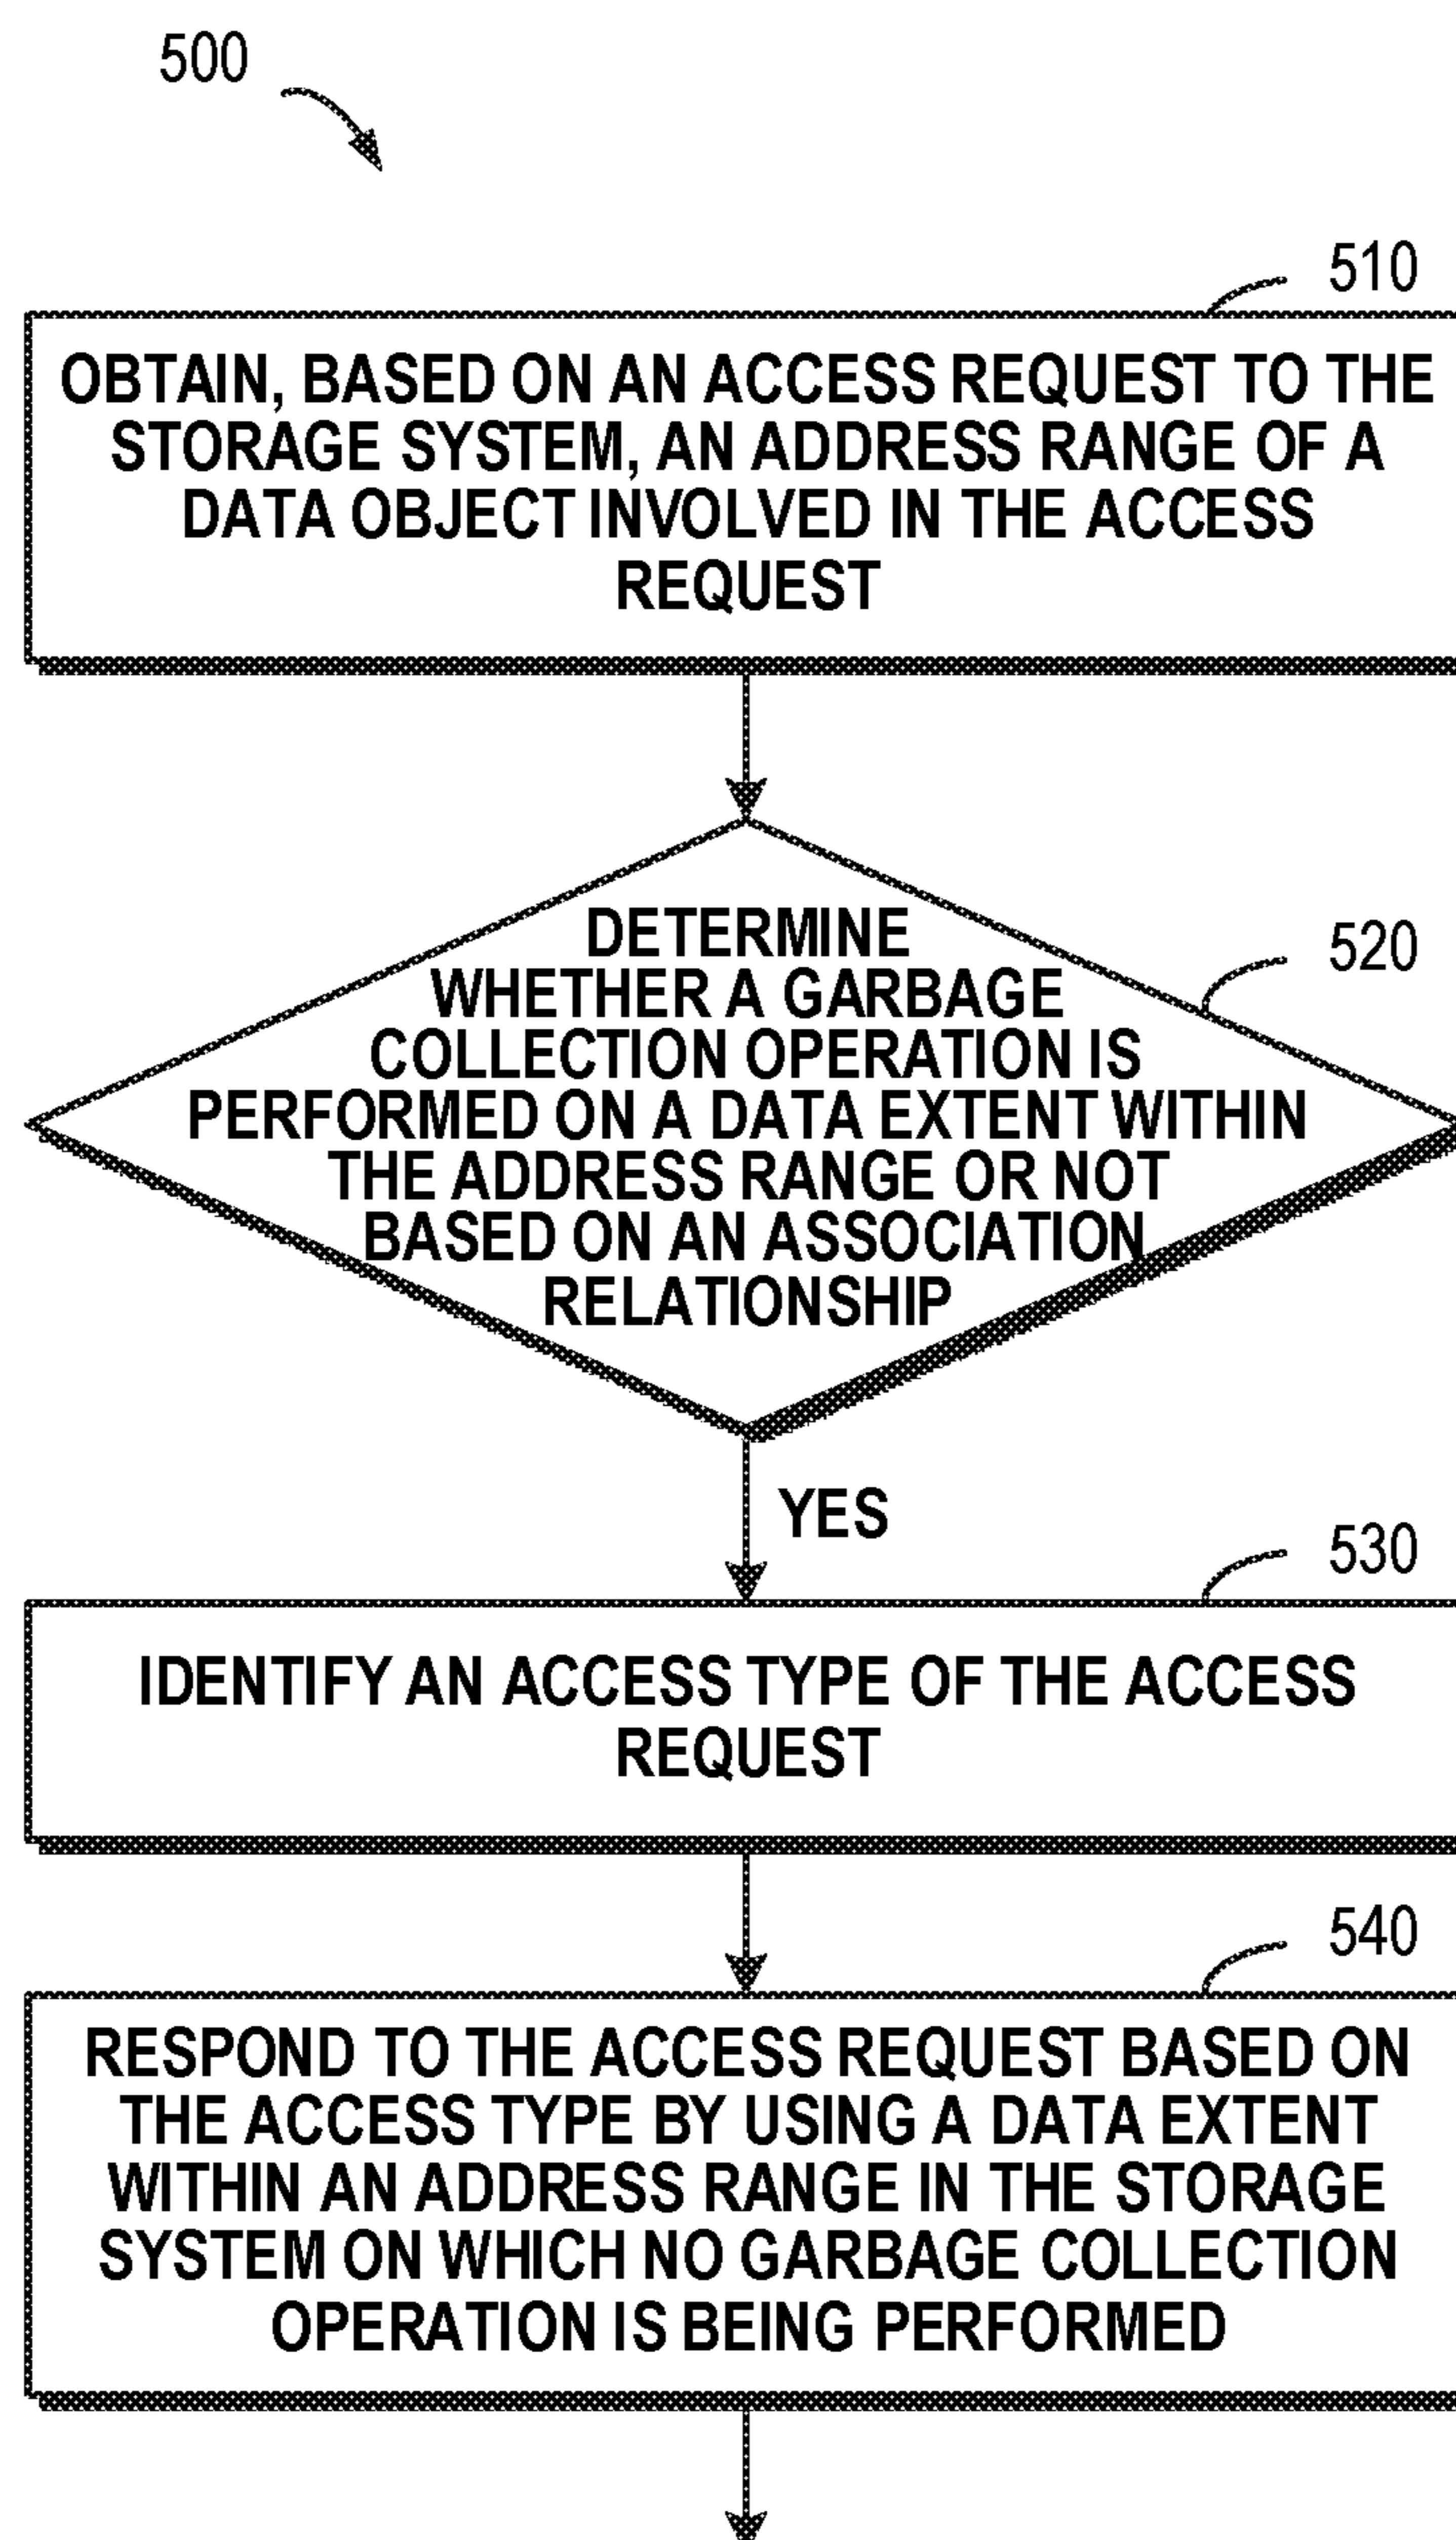 500
510
OBTAIN, BASED ON AN ACCESS REQUEST TO THE
STORAGE SYSTEM, AN ADDRESS RANGE OF A
DATA OBJECT INVOLVED IN THE ACCESS
REQUEST
520
DETERMINE
WHETHER A GARBAGE
COLLECTION OPERATION IS
PERFORMED ON A DATA EXTENT WITHIN
THE ADDRESS RANGE OR NOT
BASED ON AN ASSOCIATION
RELATIONSHIP
YES
530
IDENTIFY AN ACCESS TYPE OF THE ACCESS
REQUEST
540
RESPOND TO THE ACCESS REQUEST BASED ON
THE ACCESS TYPE BY USING A DATA EXTENT
WITHIN AN ADDRESS RANGE IN THE STORAGE
SYSTEM ON WHICH NO GARBAGE COLLECTION
OPERATION IS BEING PERFORMED